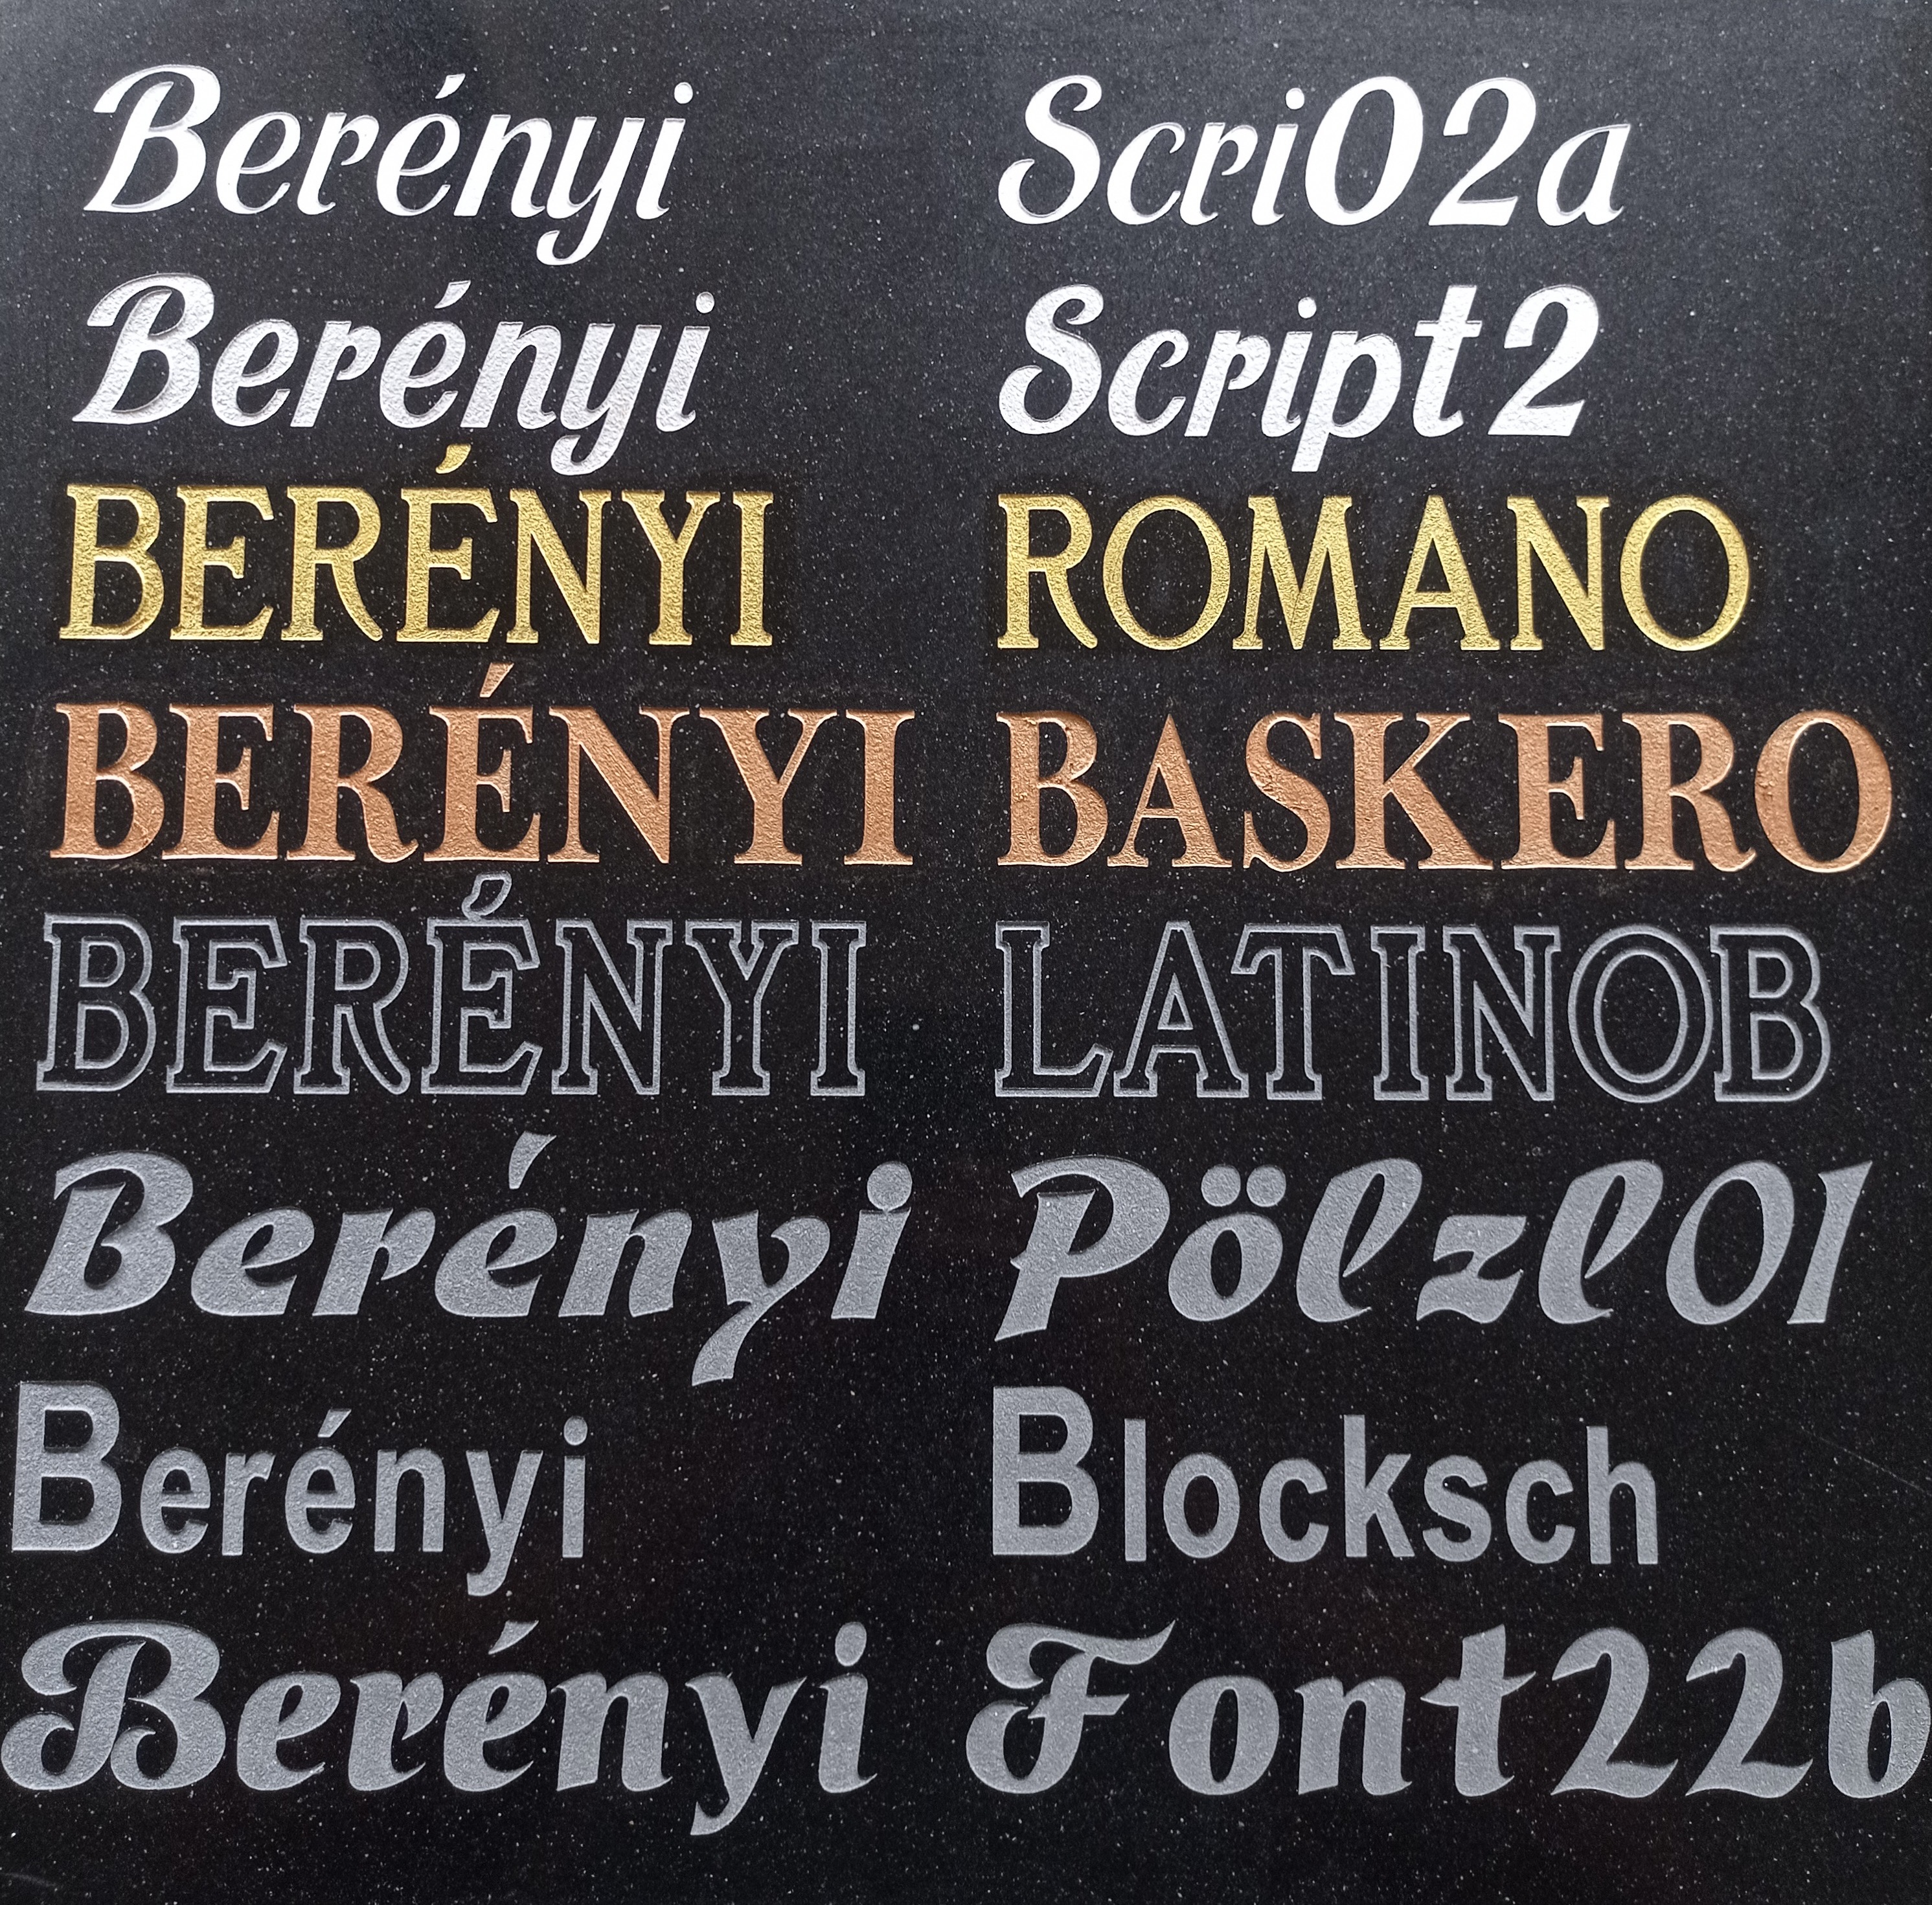 Berényi Scri02a
Berényi Script2
BERÉNYI ROMANO
BERÉNYI BASKERO
BERÉNYI LATINOB
Berényi Pölzl01
Berényi Blocksch
Berényi Font22b